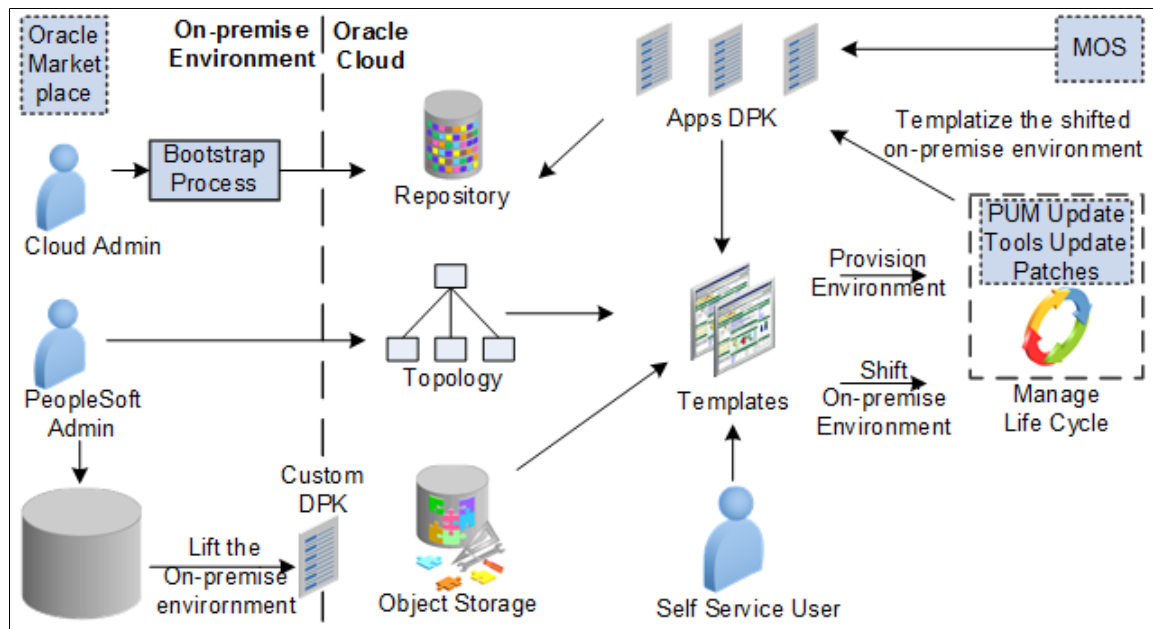 Oracle
Market
place
On-premise
Environment
Oracle
Cloud
MOS
Apps DPK
Templatize the shifted
on-premise environment
Bootstrap
Process
Repository
Cloud Admin
PUM Update
Tools Update
Patches
Provision
Environment
Topology
PeopleSoft
Admin
Templates
Shift
On-premise
Environment
Manage
Life Cycle
Custom
DPK
Lift the
On-premise
envirornment
Object Storage
Self Service User